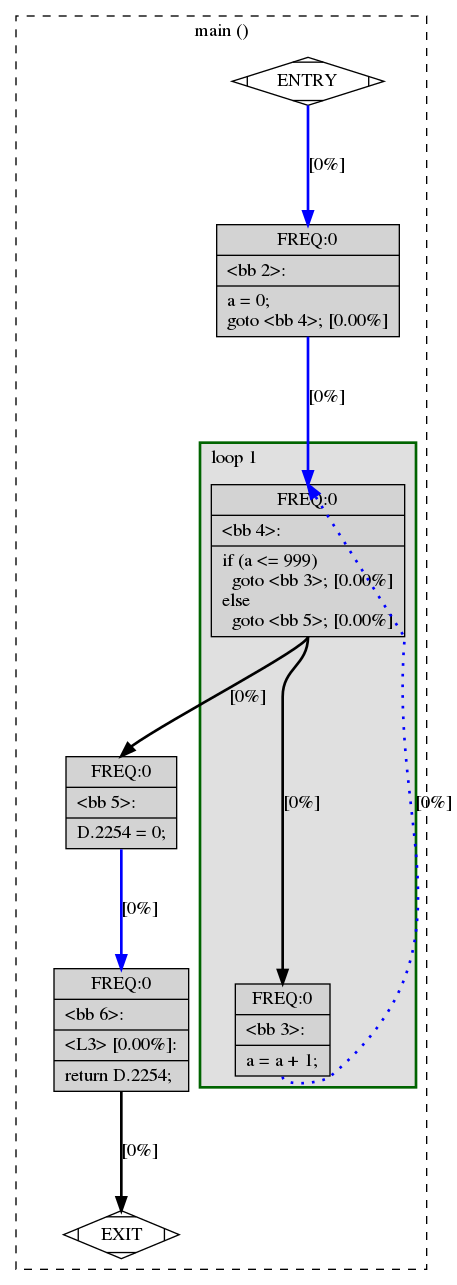 main ()
ENTRY
[0%]
FREQ:0
<bb 2>:
a = 0;
goto <bb 4>; [0.00%]
[0%]
loop 1
FREQ:0
<bb 4>:
if (a <= 999)
goto <bb 3>; [0.00%]
else
goto <bb 5>; [0.00%]
[0%]
FREQ:0
<bb 5>:
D.2254 = 0;
[0%]
[0%]
[0%]
FREQ:0
<bb 6>:
<L3> [0.00%]:
return D.2254;
FREQ:0
<bb 3>:
a = a + 1;
[0%]
EXIT